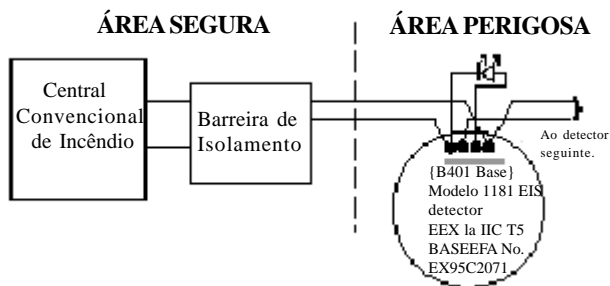 ÁREA SEGURA
ÁREA PERIGOSA
Central
Convencional
de Incêndio
Barreira de
Isolamento
Ao detector
seguinte.
{B401 Base}
Modelo 1181 EIS
detector
EEX la IIC T5
BASEEFA No.
EX95C2071